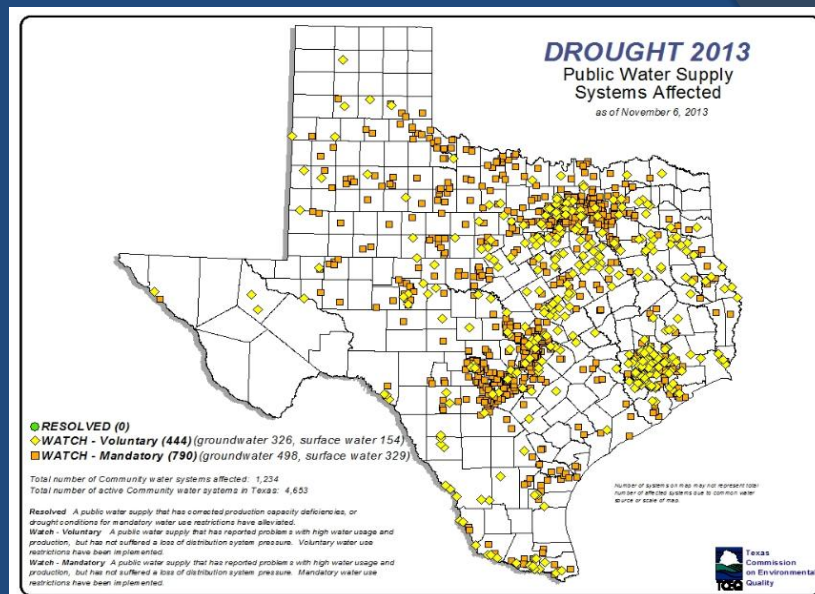 DROUGHT 2013
Public Water Supply
Systems Affected
as of November 6, 2013
RESOLVED (0)
WATCH - Voluntary (444) (groundwater 326, surface water 154)
WATCH - Mandatory (790) (groundwater 498, surface water 329)
Total number of Community water systems affected: 1,234
Total number of active Community water systems in Texas: 4,653
Resolved A public water supply that has corrected production capacity deficiencies, or
drought conditions for mandatory water use restrictions have alleviated.
Watch - Voluntary A public water supply that has reported problems with high water usage and
production, but has not suffered a loss of distribution system pressure. Voluntary water use
restrictions have been implemented.
Watch - Mandatory A public water supply that has reported problems with high water usage and
production, but has not suffered a loss of distribution system pressure. Mandatory water use
restrictions have been implemented.
Number of systems on map may not represent total
number of affected systems due to common water
source or scale of map.
TCEQ
Texas
Commission
on Environmental
Quality